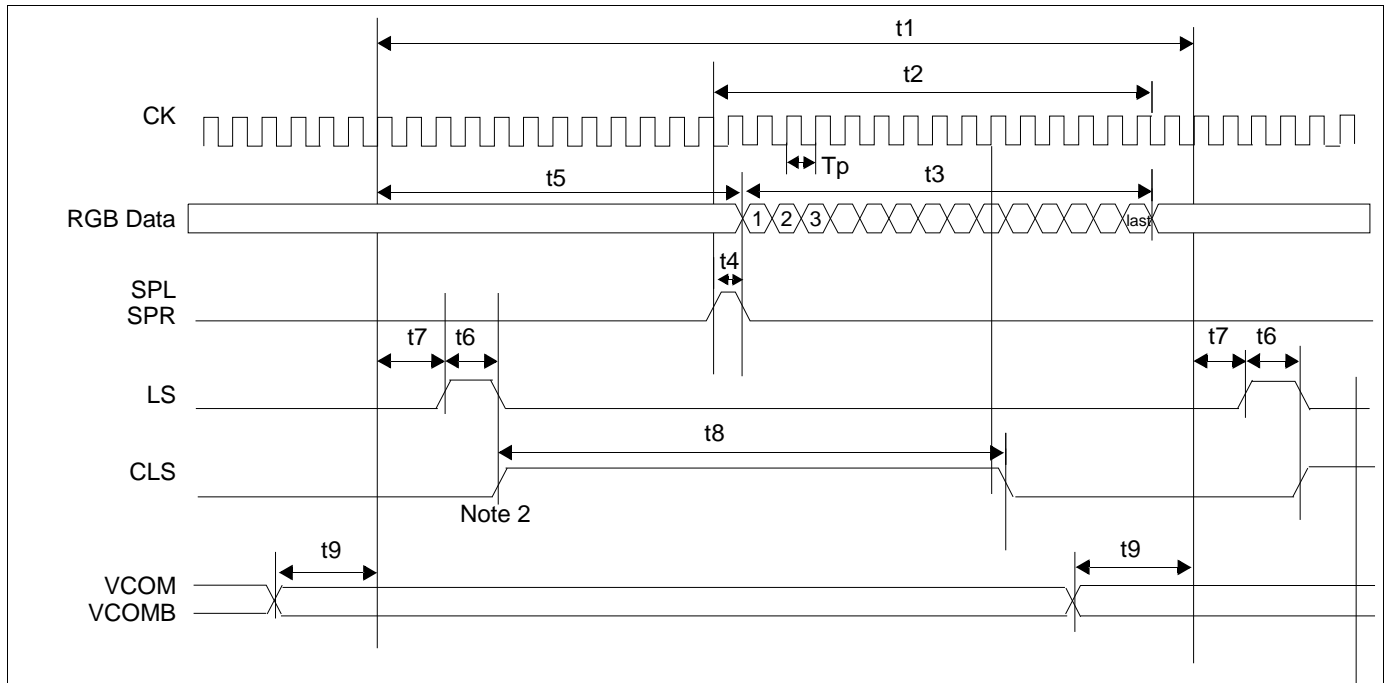 t1
t2
CK
Tp
t5
t3
RGB Data
1 2 3 last
t4
SPL
SPR
t7 t6 t7 t6
LS
t8
CLS
Note 2
t9 t9
VCOM
VCOMB